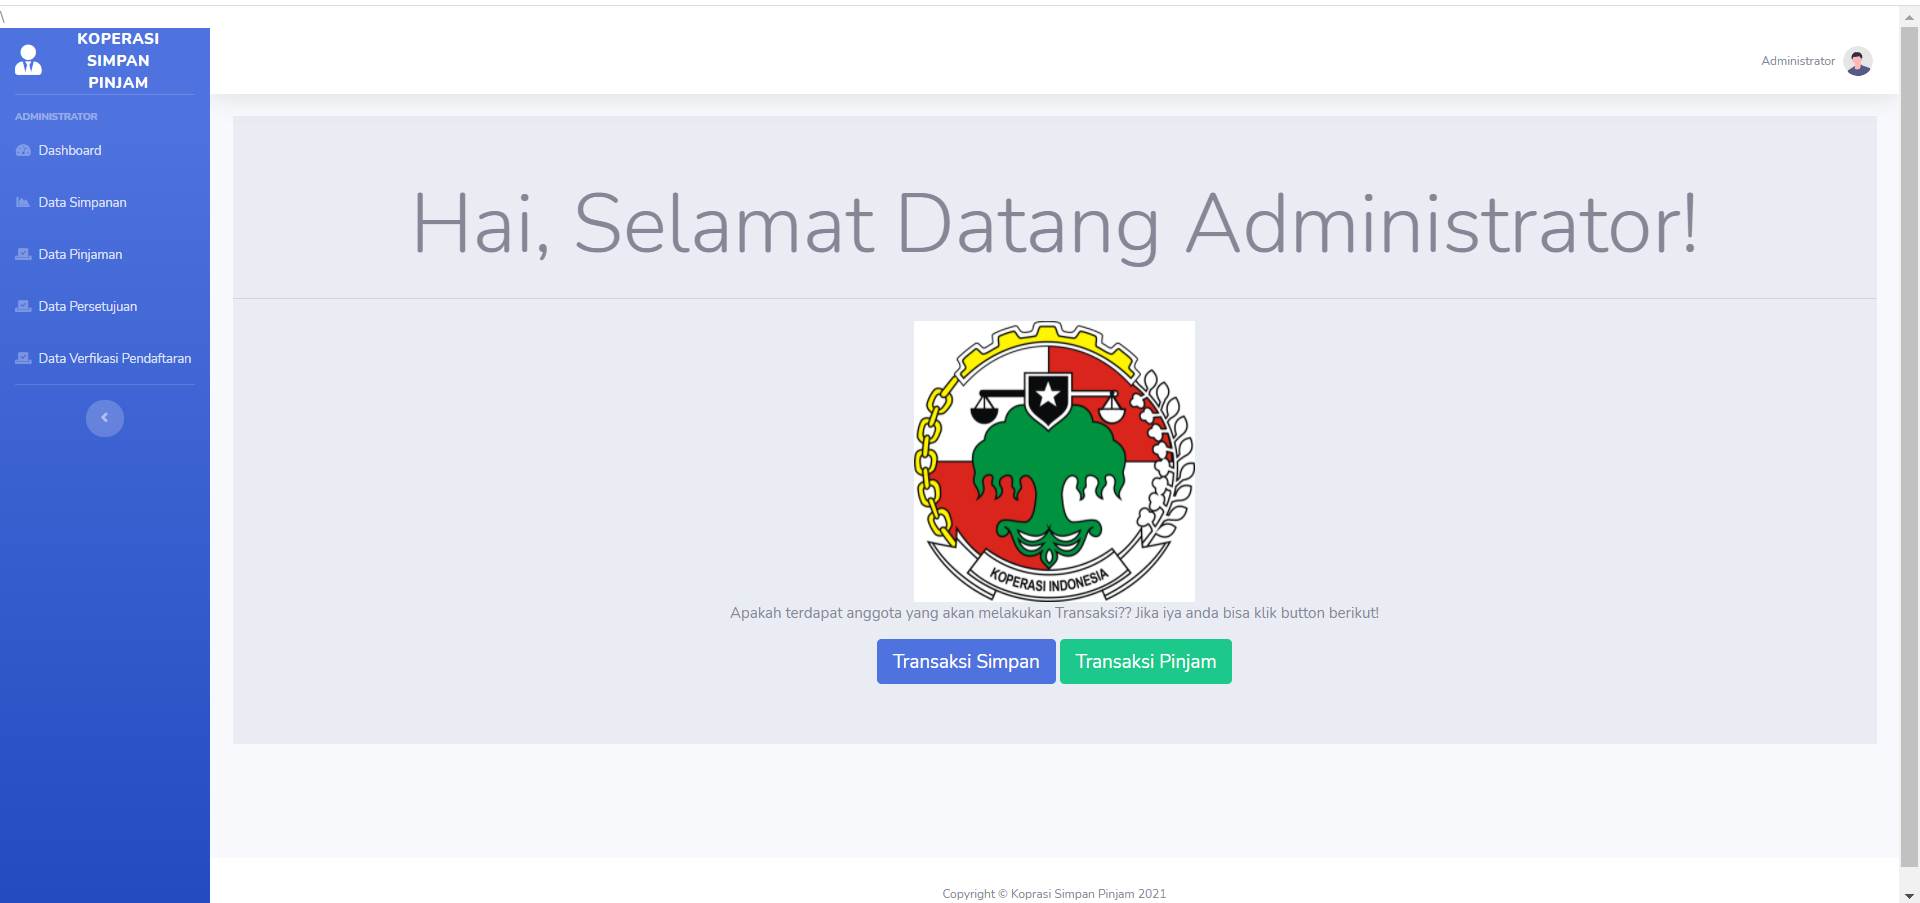 \
KOPERASI
SIMPAN
PINJAM
Administrator
ADMINISTRATOR
Dashboard
Data Simpanan
Data Pinjaman
Data Persetujuan
Data Verfikasi Pendaftaran
Hai, Selamat Datang Administrator!
KOPERASI INDONESIA
Apakah terdapat anggota yang akan melakukan Transaksi?? Jika iya anda bisa klik button berikut!
Transaksi Simpan Transaksi Pinjam
Copyright © Koprasi Simpan Pinjam 2021